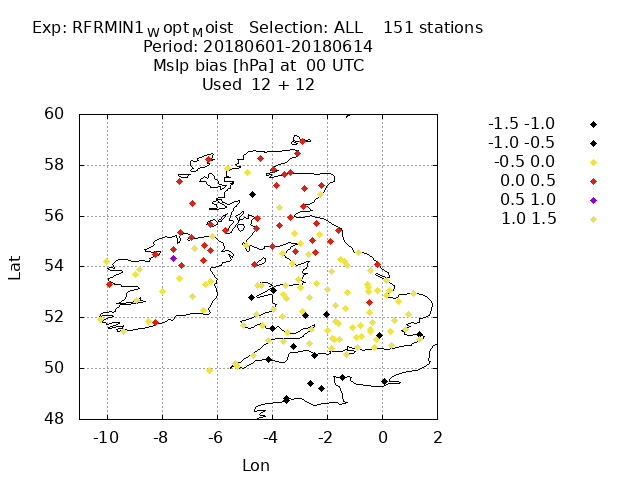 Exp: RFRMIN1 W opt M oist Selection: ALL 151 stations
Period: 20180601-20180614
Mslp bias [hPa] at 00 UTC
Used 12 + 12
-1.5 -1.0
-1.0 -0.5
-0.5 0.0
0.0 0.5
0.5 1.0
1.0 1.5
60
58
56
54
52
50
48
Lat
-10 -8 -6 -4 -2 0 2
Lon